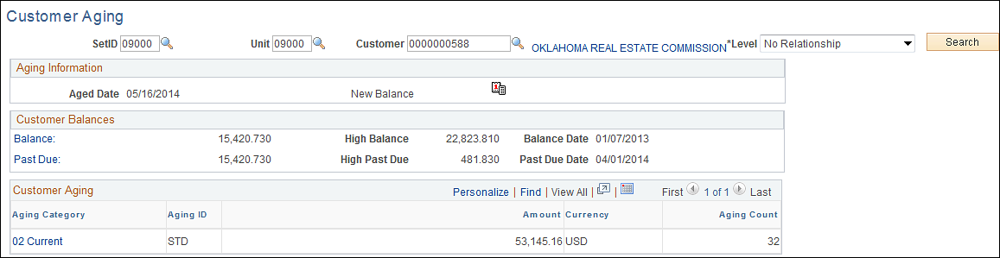 Customer Aging
SetID 09000 Unit 09000 Customer 0000000588 OKLAHOMA REAL ESTATE COMMISSION *Level No Relationship Search
Aging Information
Aged Date 05/16/2014 New Balance
Customer Balances
Balance: 15,420.730 High Balance 22,823.810 Balance Date 01/07/2013
Past Due: 15,420.730 High Past Due 481.830 Past Due Date 04/01/2014
Customer Aging Personalize | Find | View All | | First 1 of 1 Last
Aging Category Aging ID Amount Currency Aging Count
02 Current STD 53,145.16 USD 32